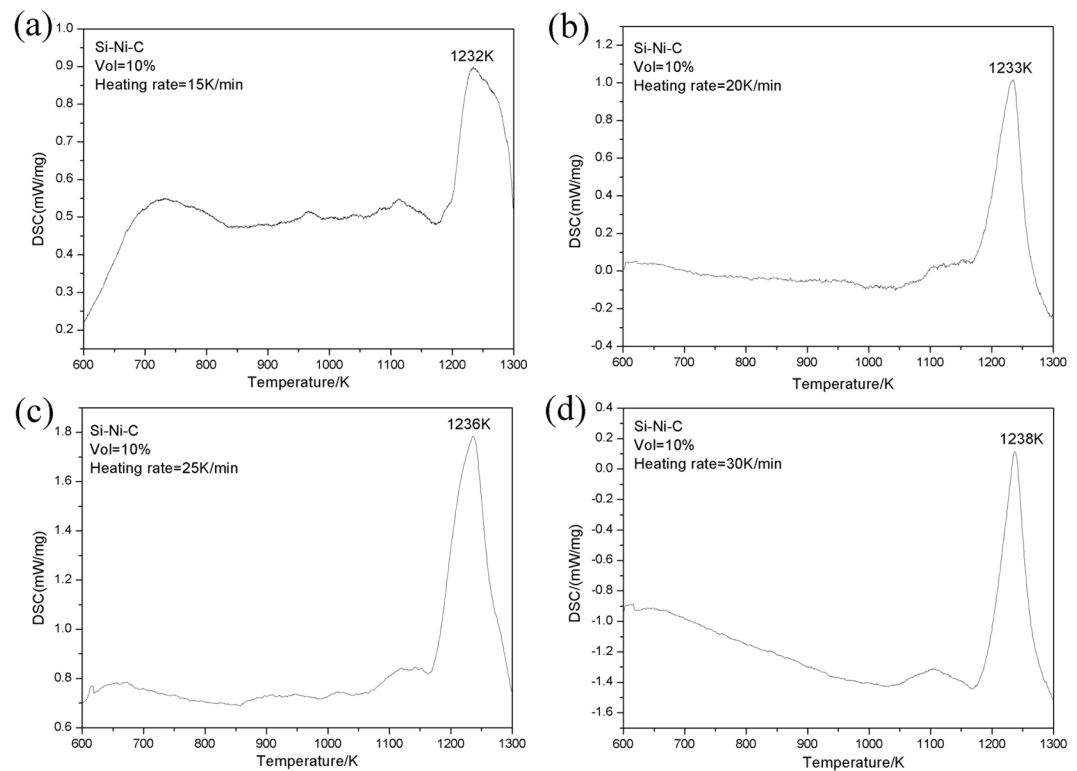 (a)
Si-Ni-C
Vol=10%
Heating rate=15K/min
1232K
DSC(mW/mg)
1.0
0.9
0.8
0.7
0.6
0.5
0.4
0.3
0.2
600 700 800 900 1000 1100 1200 1300
Temperature/K
(b)
Si-Ni-C
Vol=10%
Heating rate=20K/min
1233K
DSC(mW/mg)
1.2
1.0
0.8
0.6
0.4
0.2
0.0
-0.2
-0.4
600 700 800 900 1000 1100 1200 1300
Temperature/K
(c)
Si-Ni-C
Vol=10%
Heating rate=25K/min
1236K
DSC(mW/mg)
1.8
1.6
1.4
1.2
1.0
0.8
0.6
600 700 800 900 1000 1100 1200 1300
Temperature/K
(d)
Si-Ni-C
Vol=10%
Heating rate=30K/min
1238K
DSC/(mW/mg)
0.4
0.2
0.0
-0.2
-0.4
-0.6
-0.8
-1.0
-1.2
-1.4
-1.6
600 700 800 900 1000 1100 1200 1300
Temperature/K